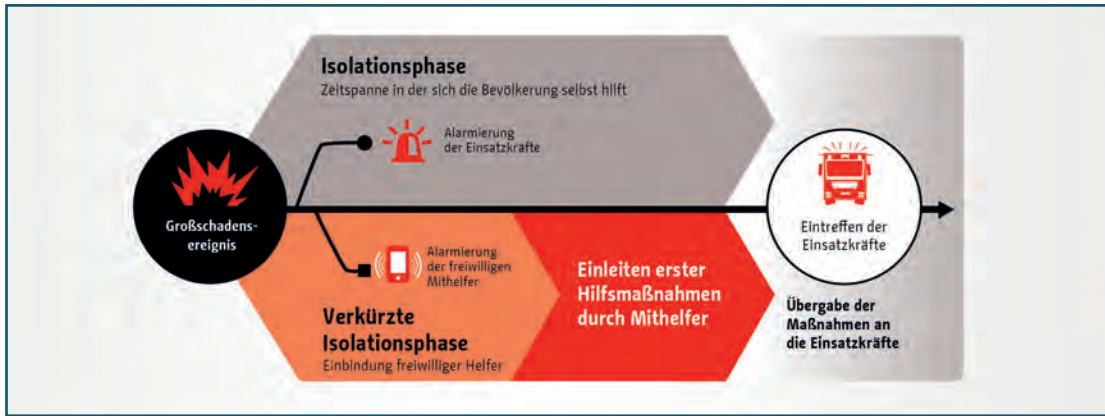 Isolationsphase
Zeitspanne in der sich die Bevölkerung selbst hilft
Alarmierung
der Einsatzkräfte
Großschadens-
ereignis
Eintreffen der
Einsatzkräfte
Alarmierung
der freiwilligen
Mithelfer
Einleiten erster
Hilfsmaßnahmen
durch Mithelfer
Verkürzte
Isolationsphase
Einbindung freiwilliger Helfer
Übergabe der
Maßnahmen an
die Einsatzkräfte